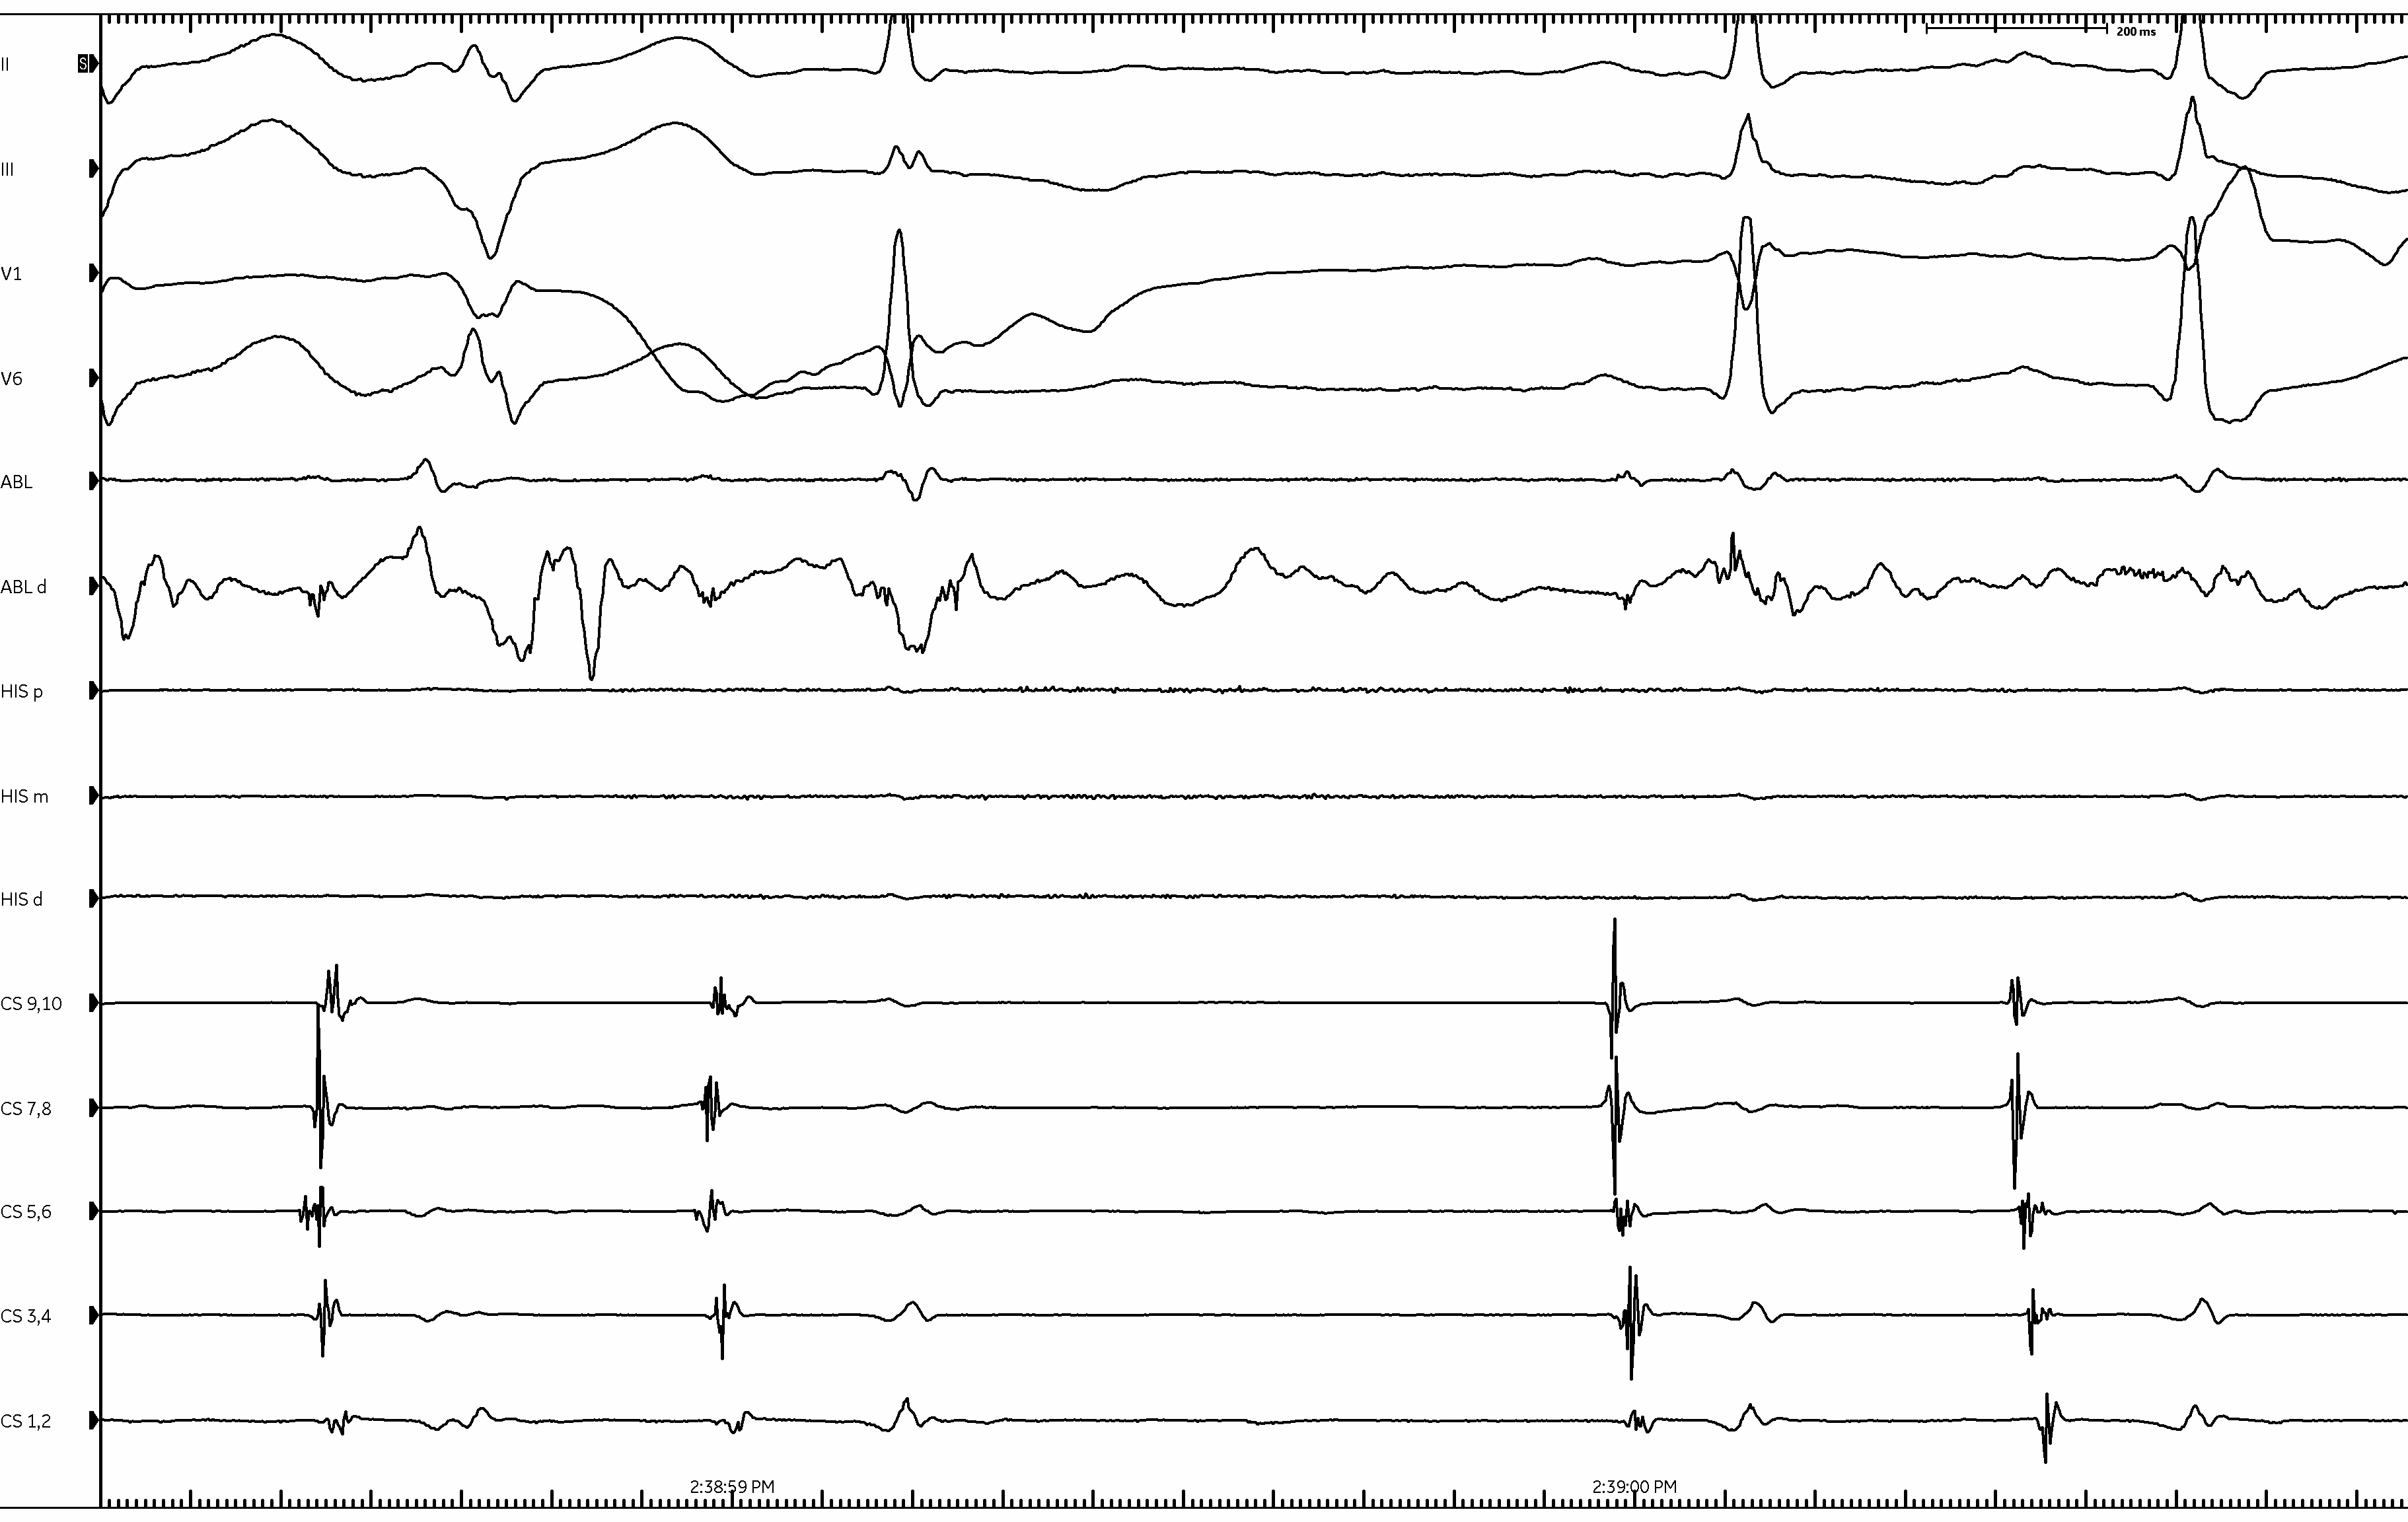 200 ms
II
S
III
V1
V6
ABL
ABL d
HIS p
HIS m
HIS d
CS 9,10
CS 7,8
CS 5,6
CS 3,4
CS 1,2
2:38:59 PM 2:39:00 PM